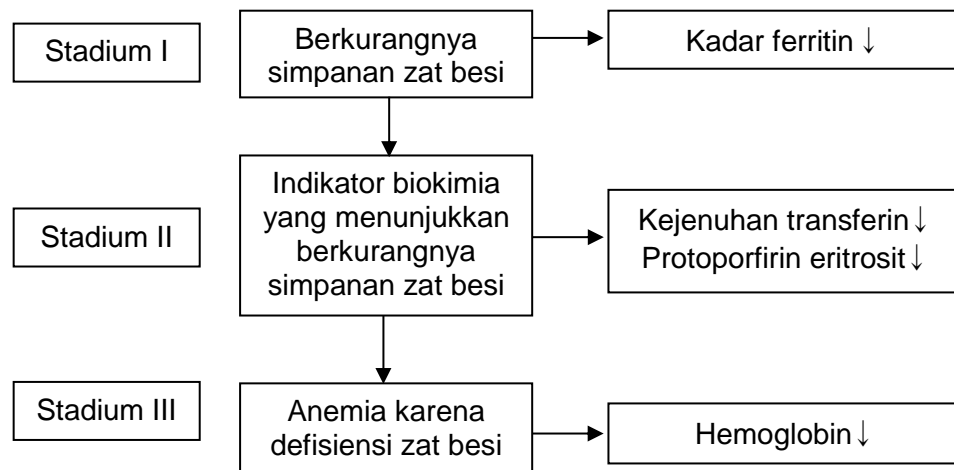 Stadium I
Berkurangnya
simpanan zat besi
Kadar ferritin ↓
Stadium II
Indikator biokimia
yang menunjukkan
berkurangnya
simpanan zat besi
Kejenuhan transferin ↓
Protoporfirin eritrosit ↓
Stadium III
Anemia karena
defisiensi zat besi
Hemoglobin ↓